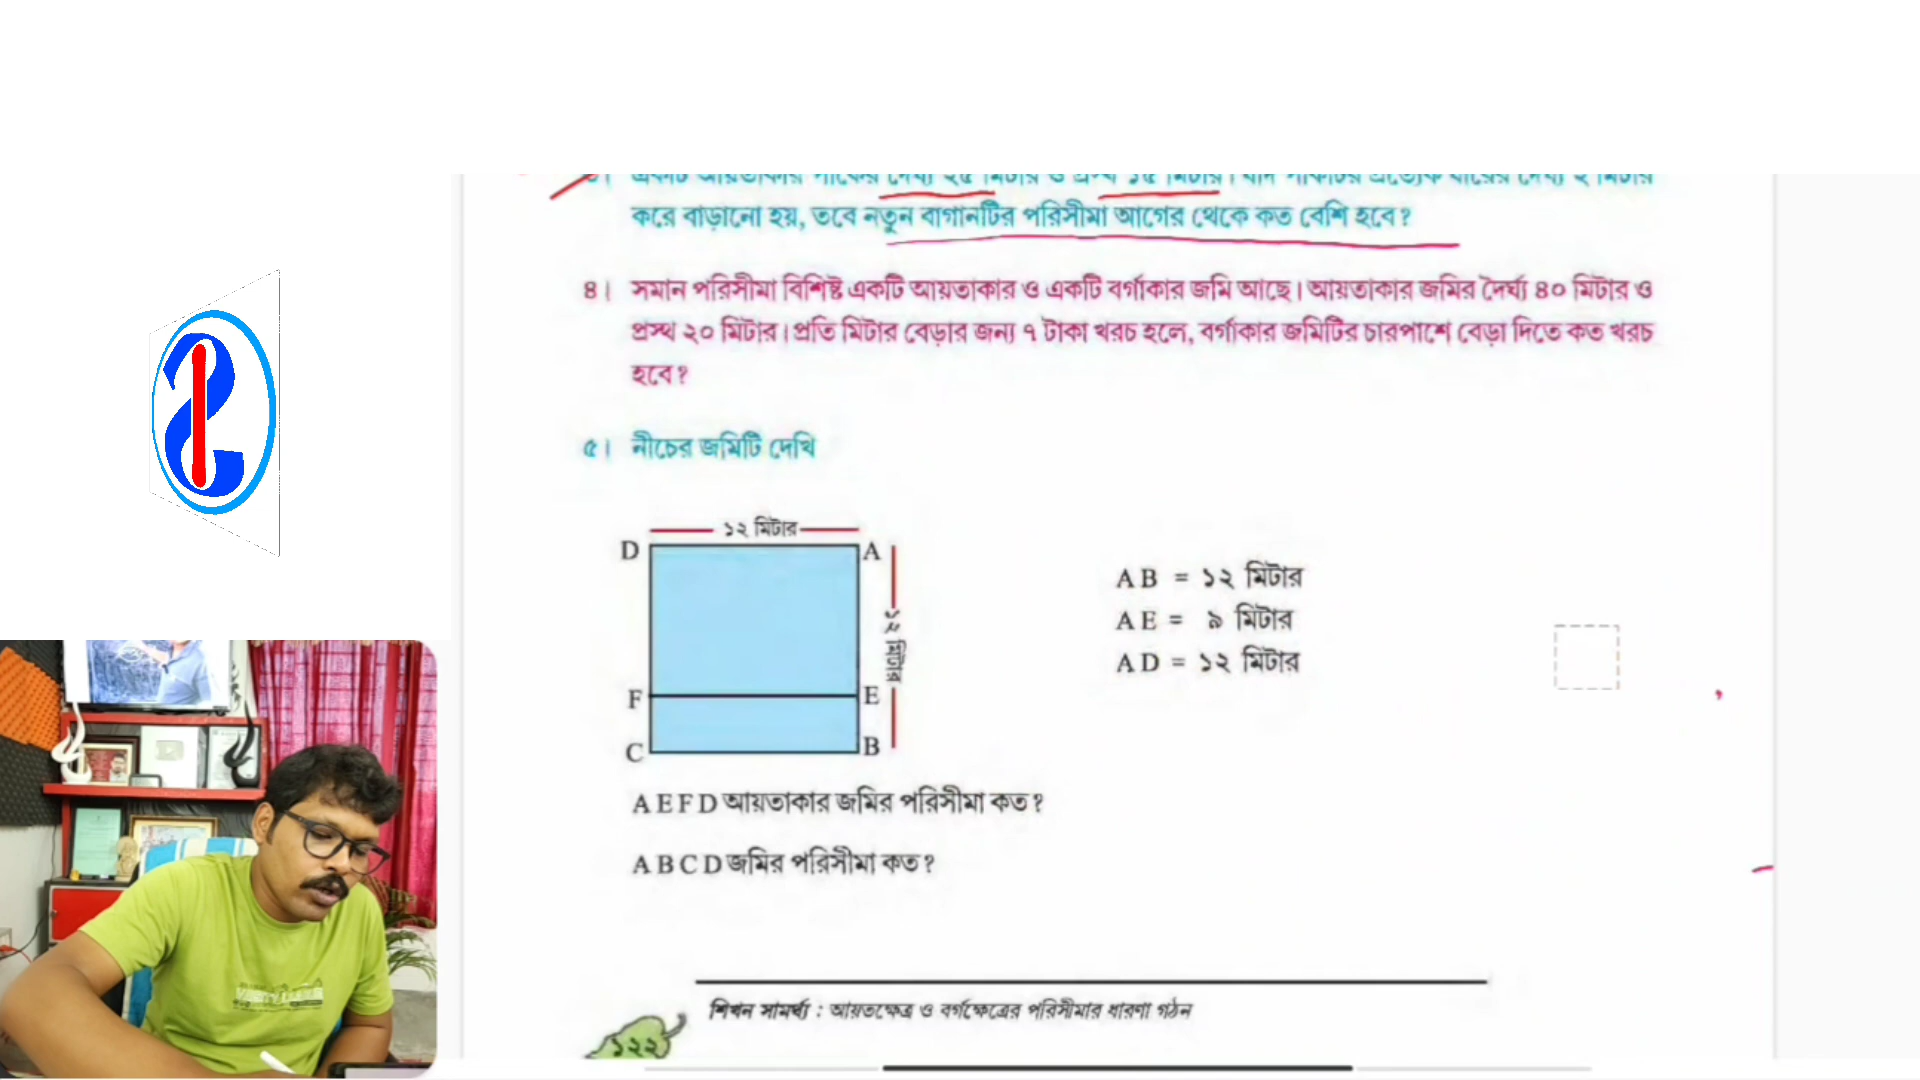 করে বাড়ানো হয়, তবে নতুন বাগানটির পরিসীমা আগের থেকে কত বেশি হবে?
৪। সমান পরিসীমা বিশিষ্ট একটি আয়তাকার ও একটি বর্গাকার জমি আছে। আয়তাকার জমির দৈর্ঘ্য ৪০ মিটার ও
প্রস্থ ২০ মিটার। প্রতি মিটার বেড়ার জন্য ৭ টাকা খরচ হলে, বর্গাকার জমিটির চারপাশে বেড়া দিতে কত খরচ
হবে?
৫। নীচের জমিটি দেখি
১২ মিটার
D A
১২ মিটার
F E
C B
AB = ১২ মিটার
AE = ৯ মিটার
AD = ১২ মিটার
AEFD আয়তাকার জমির পরিসীমা কত?
ABCD জমির পরিসীমা কত?
শিখন সামর্থ্য : আয়তক্ষেত্র ও বর্গক্ষেত্রের পরিসীমার ধারণা গঠন
১২২